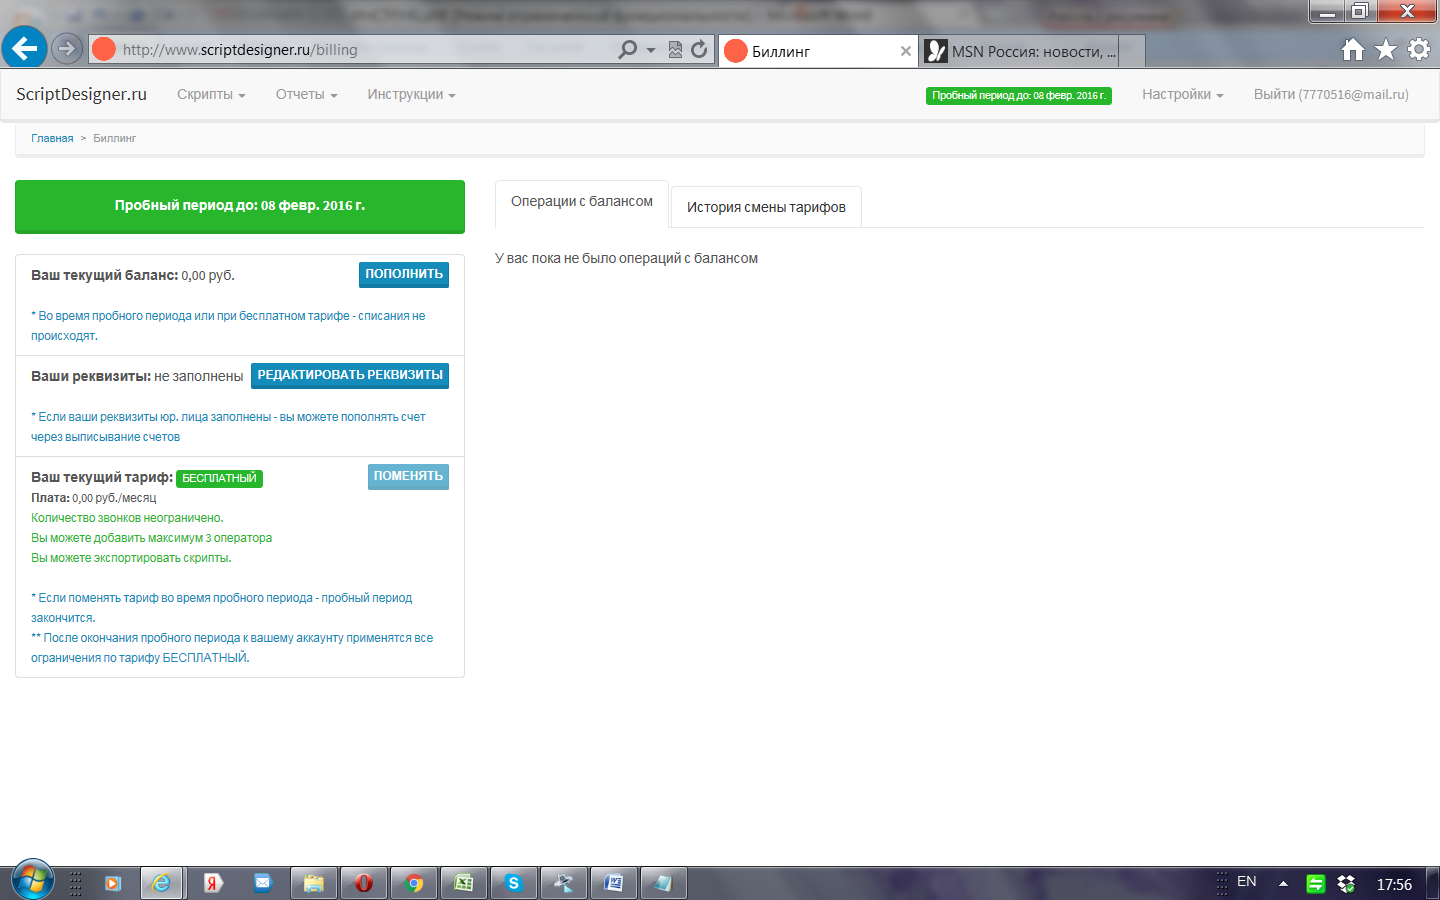 http://www.scriptdesigner.ru/billing
Биллинг
MSN Россия: новости, ...
ScriptDesigner.ru
Скрипты
Отчеты
Инструкции
Пробный период до: 08 февр. 2016 г.
Настройки
Выйти (7770516@mail.ru)
Главная > Биллинг
Пробный период до: 08 февр. 2016 г.
Операции с балансом
История смены тарифов
У вас пока не было операций с балансом
Ваш текущий баланс: 0,00 руб.
ПОПОЛНИТЬ
* Во время пробного периода или при бесплатном тарифе - списания не
происходят.
Ваши реквизиты: не заполнены
РЕДАКТИРОВАТЬ РЕКВИЗИТЫ
* Если ваши реквизиты юр. лица заполнены - вы можете пополнять счет
через выписывание счетов
Ваш текущий тариф: БЕСПЛАТНЫЙ
ПОМЕНЯТЬ
Плата: 0,00 руб./месяц
Количество звонков неограничено.
Вы можете добавить максимум 3 оператора
Вы можете экспортировать скрипты.
* Если поменять тариф во время пробного периода - пробный период
закончится.
** После окончания пробного периода к вашему аккаунту применятся все
ограничения по тарифу БЕСПЛАТНЫЙ.
EN
17:56